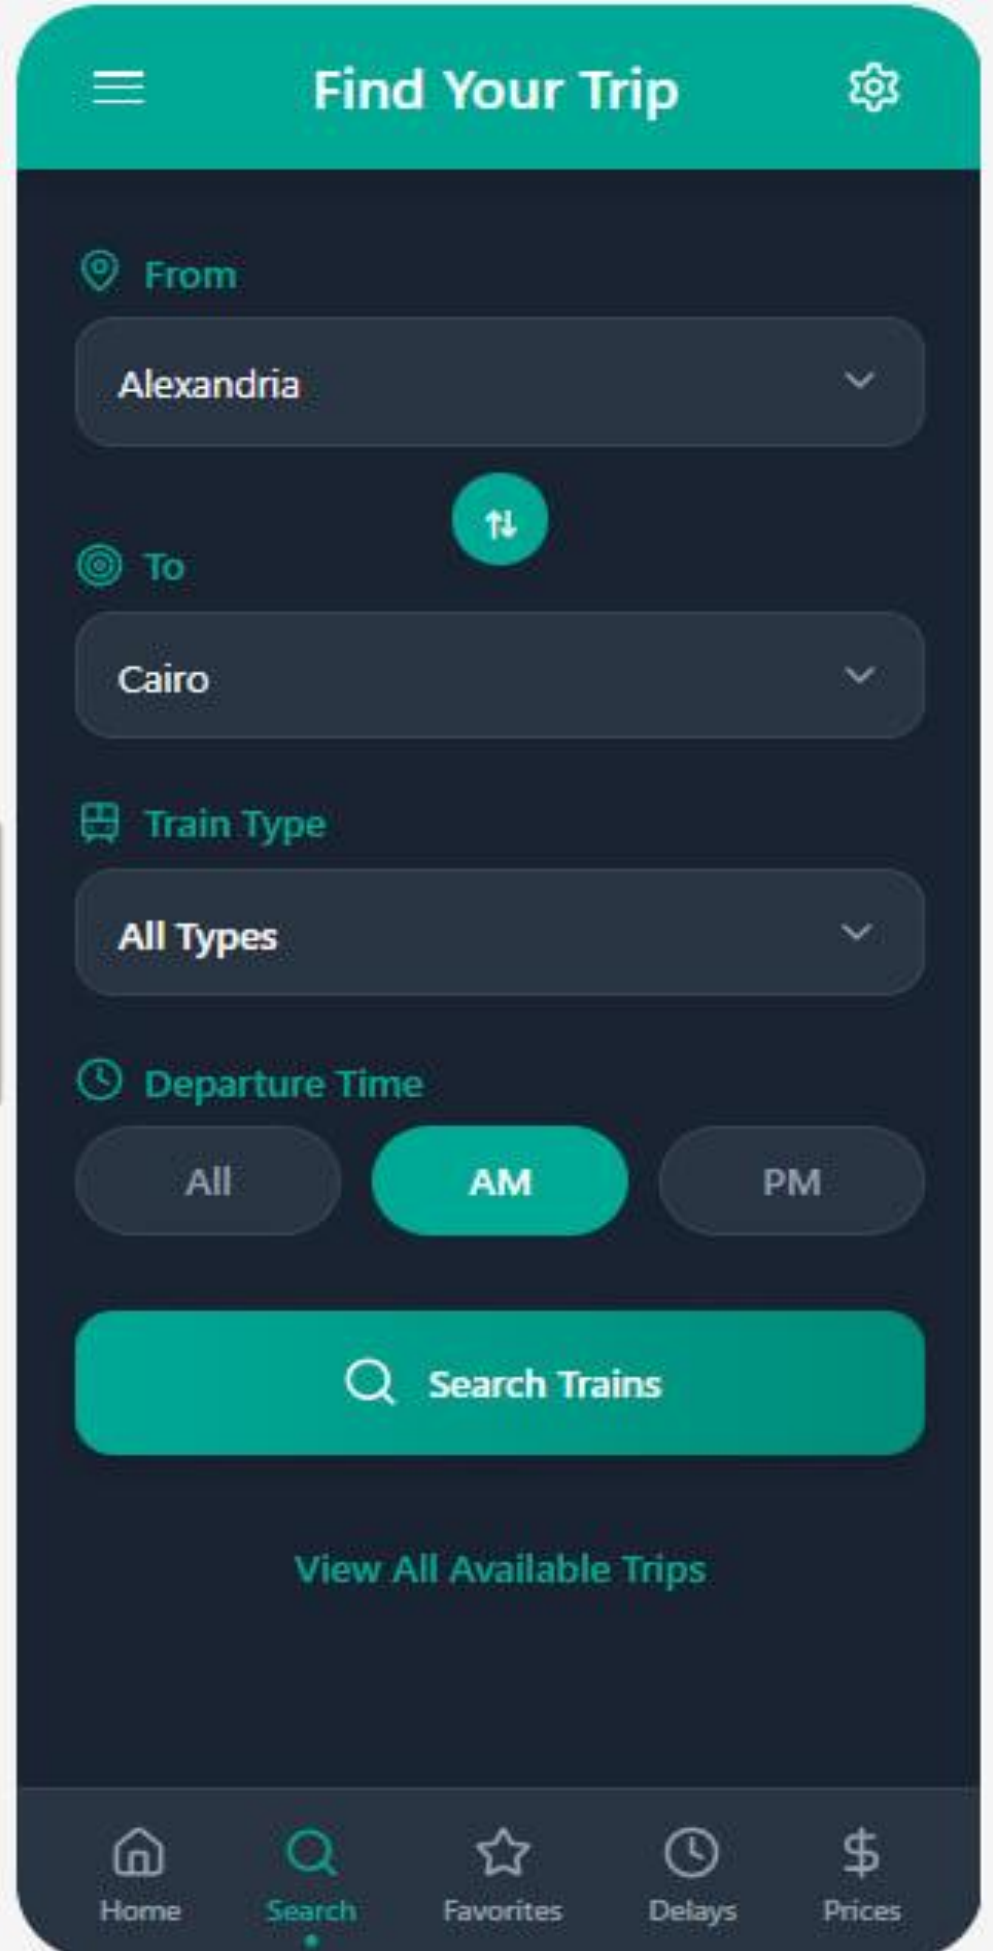 Find Your Trip
From
Alexandria
To
Cairo
Train Type
All Types
Departure Time
All AM PM
Search Trains
View All Available Trips
Home Search Favorites Delays Prices